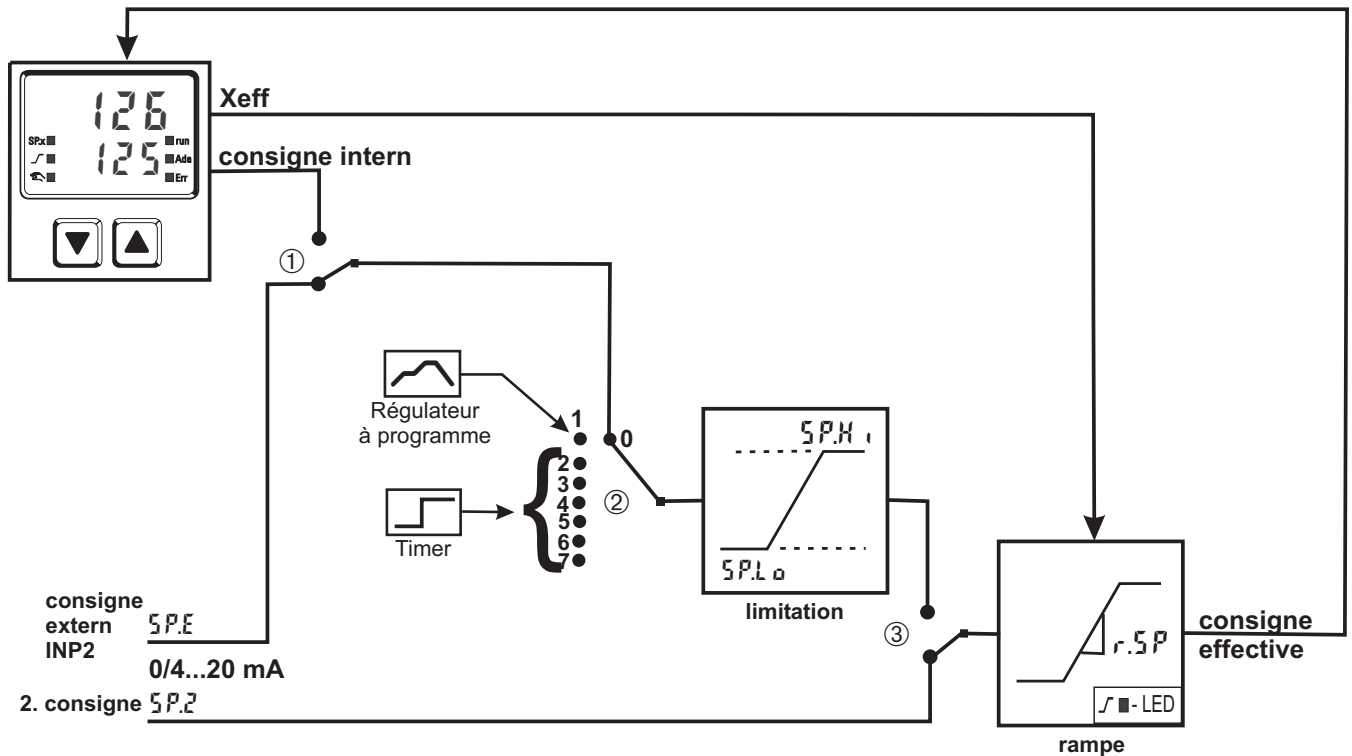 126
SP.x
run
125
Ada
Err
Xeff
consigne intern
①
Régulateur
à programme
1
0
2
3
4
5
6
7
②
Timer
SP.Hi
SP.Lo
limitation
consigne
extern
INP2
SP.E
0/4...20 mA
2. consigne SP.2
③
r.SP
- LED
rampe
consigne
effective